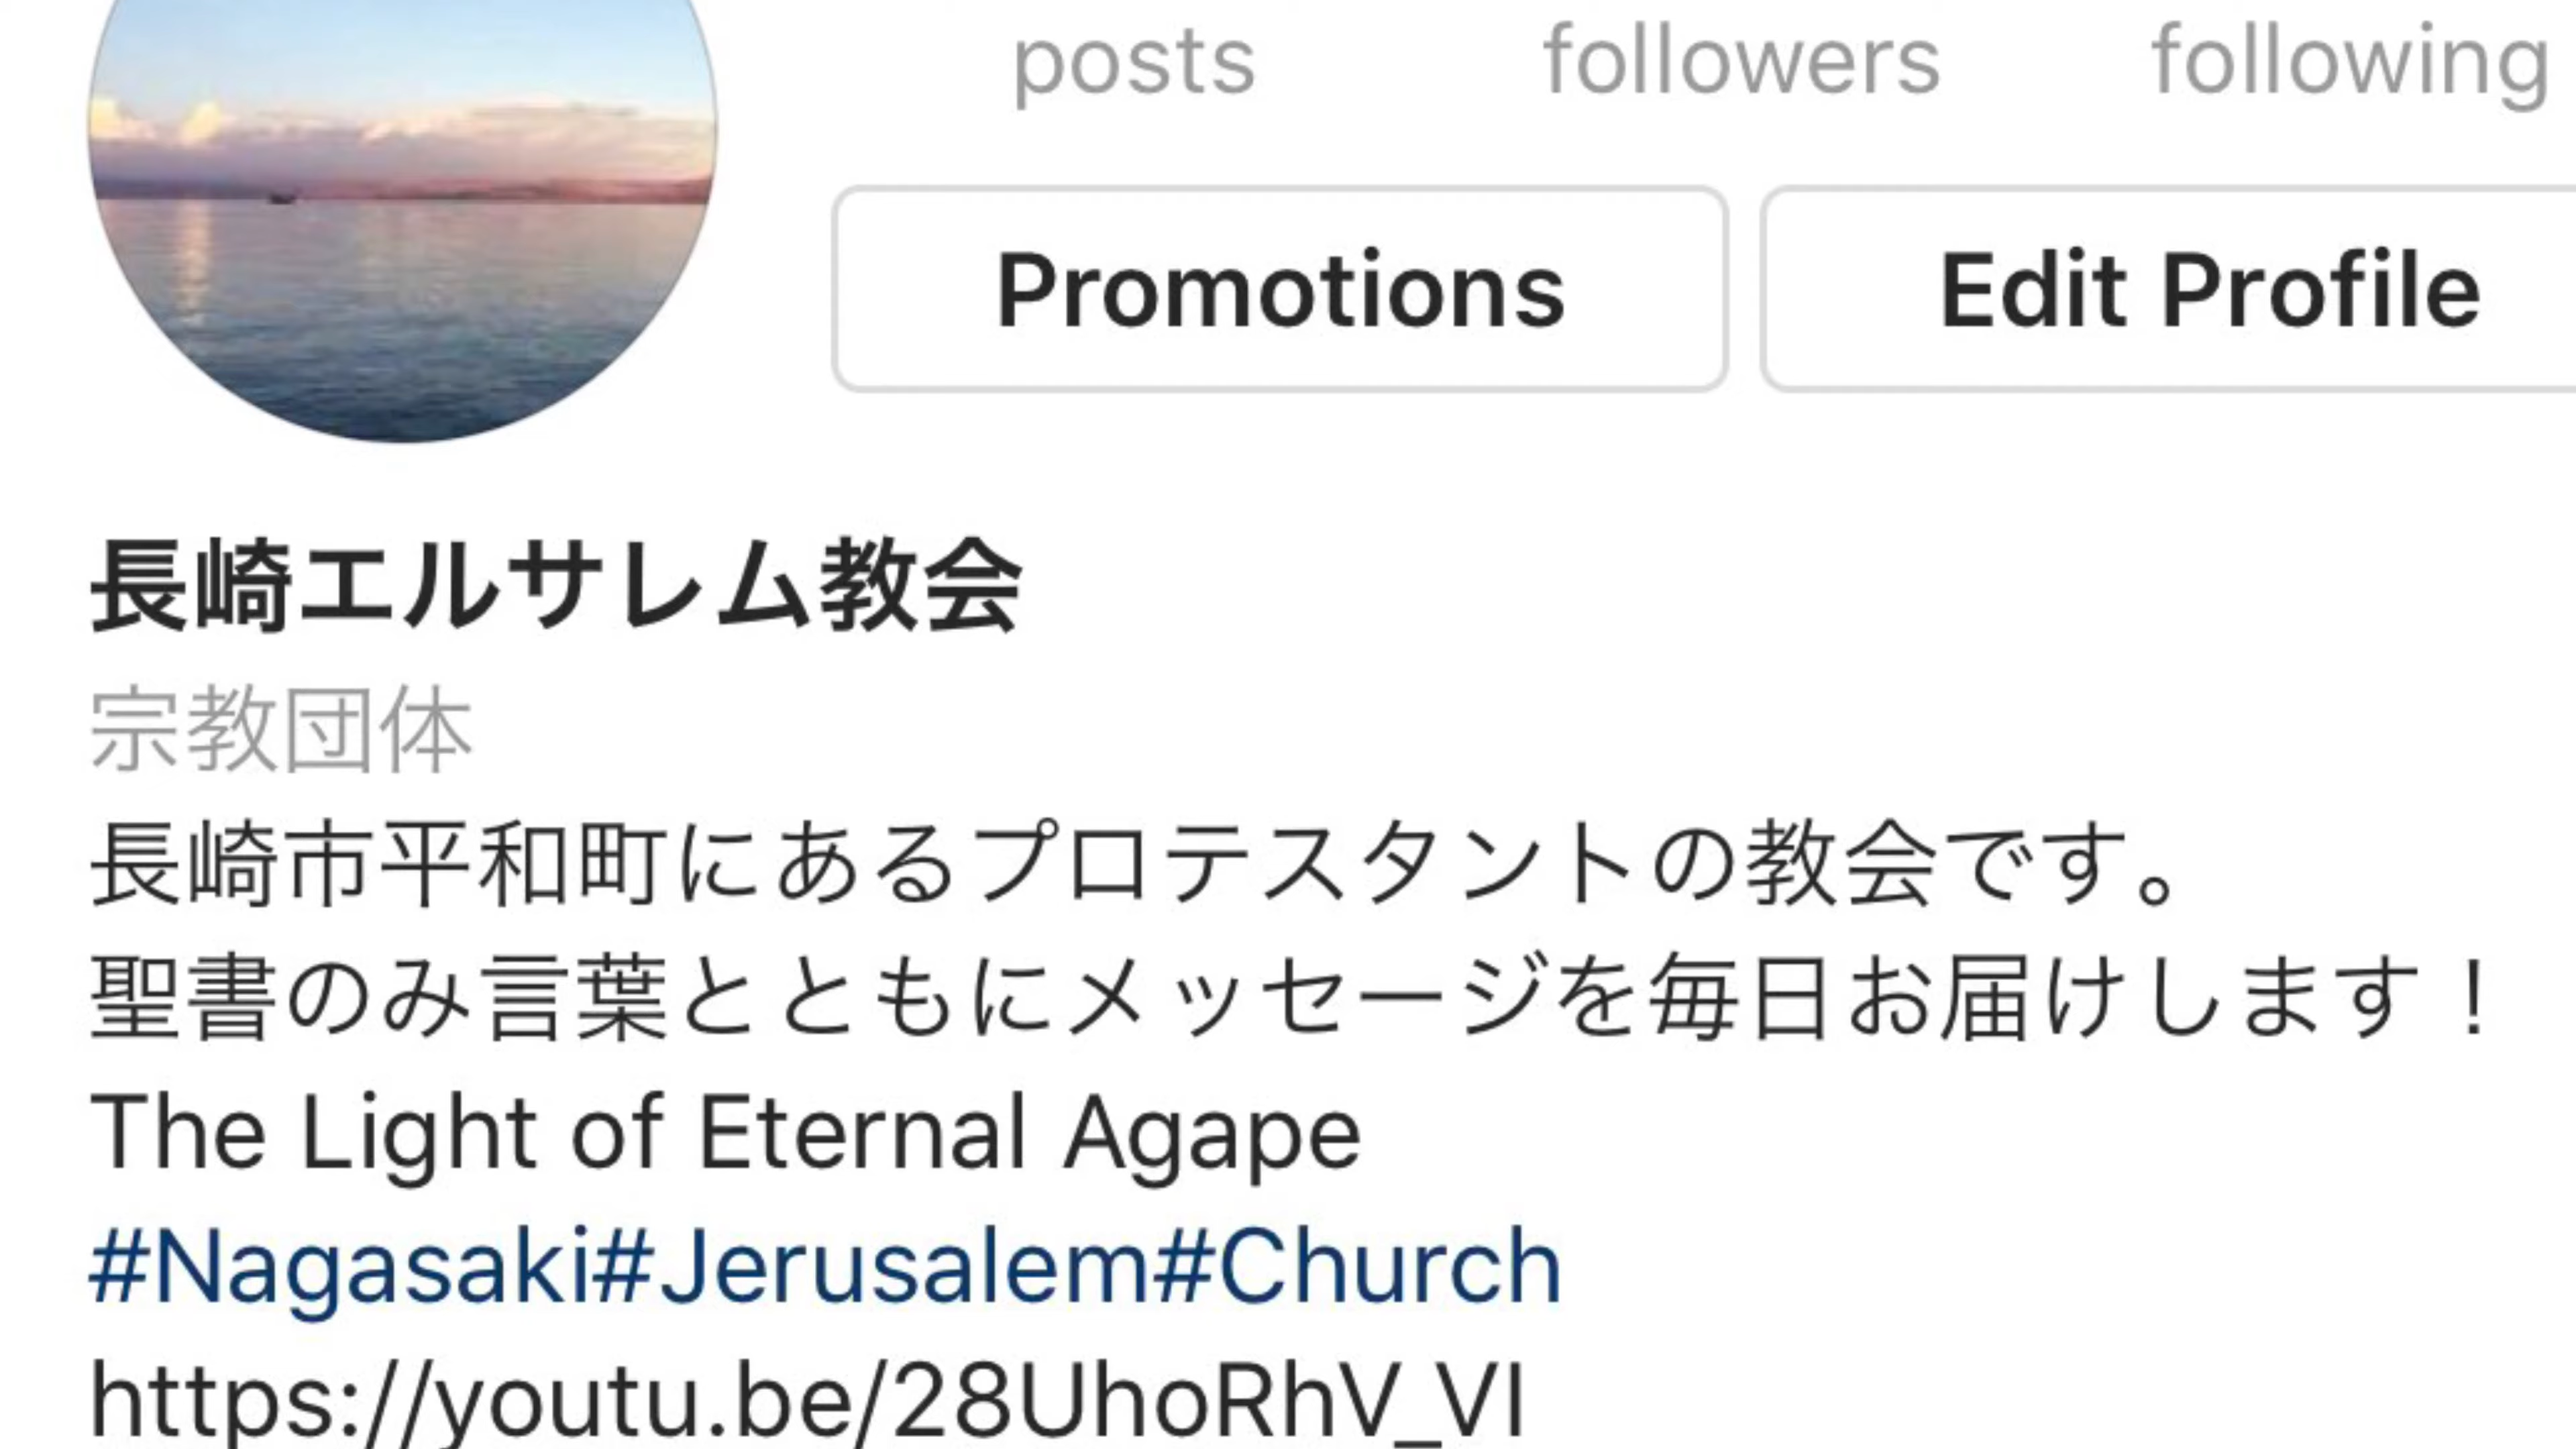 posts followers following
Promotions Edit Profile
長崎エルサレム教会
宗教団体
長崎市平和町にあるプロテスタントの教会です。
聖書のみ言葉とともにメッセージを毎日お届けします！
The Light of Eternal Agape
#Nagasaki#Jerusalem#Church
https://youtu.be/28UhoRhV_VI